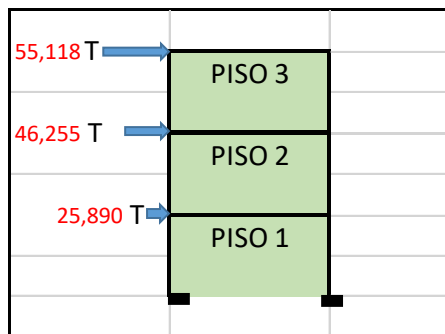 55,118 T
PISO 3
46,255 T
PISO 2
25,890 T
PISO 1